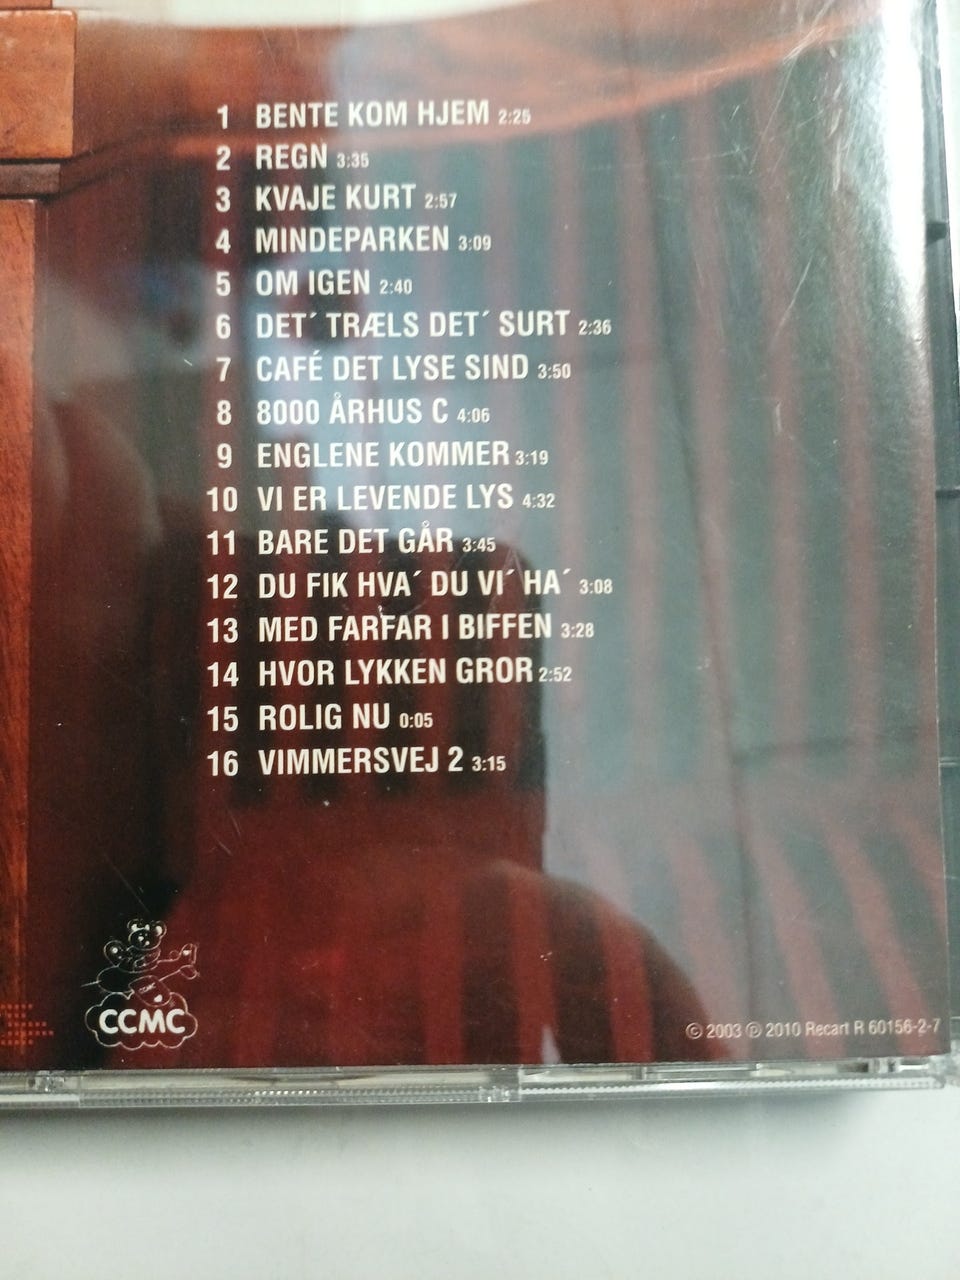 1 BENTE KOM HJEM 2:25
2 REGN 3:35
3 KVAJE KURT 2:57
4 MINDEPARKEN 3:09
5 OM IGEN 2:40
6 DET´ TRÆLS DET´ SURT 2:36
7 CAFÉ DET LYSE SIND 3:50
8 8000 ÅRHUS C 4:06
9 ENGLENE KOMMER 3:19
10 VI ER LEVENDE LYS 4:32
11 BARE DET GÅR 3:45
12 DU FIK HVA´ DU VI´ HA´ 3:08
13 MED FARFAR I BIFFEN 3:28
14 HVOR LYKKEN GROR 2:52
15 ROLIG NU 0:05
16 VIMMERSVEJ 2 3:15
CCMC
CCMC
© 2003 ℗ 2010 Recart R 60156-2-7